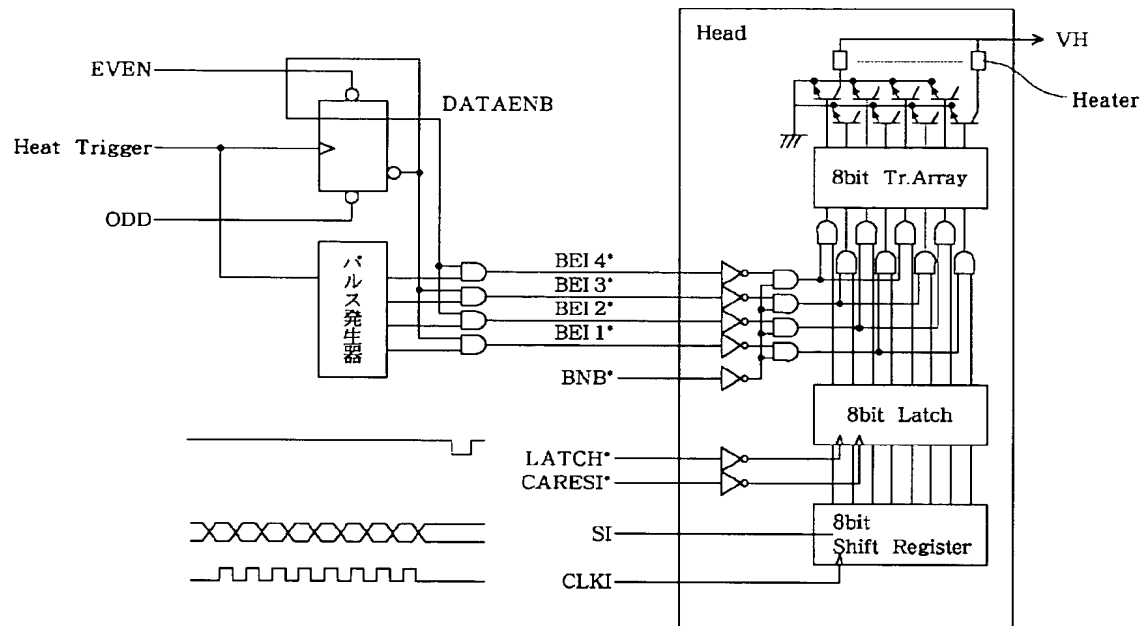 Head
VH
EVEN
DATAENB
Heater
Heat Trigger
8bit Tr.Array
ODD
パルス発生器
BEI 4*
BEI 3*
BEI 2*
BEI 1*
BNB*
8bit Latch
LATCH*
CARESI*
SI
8bit
Shift Register
CLKI